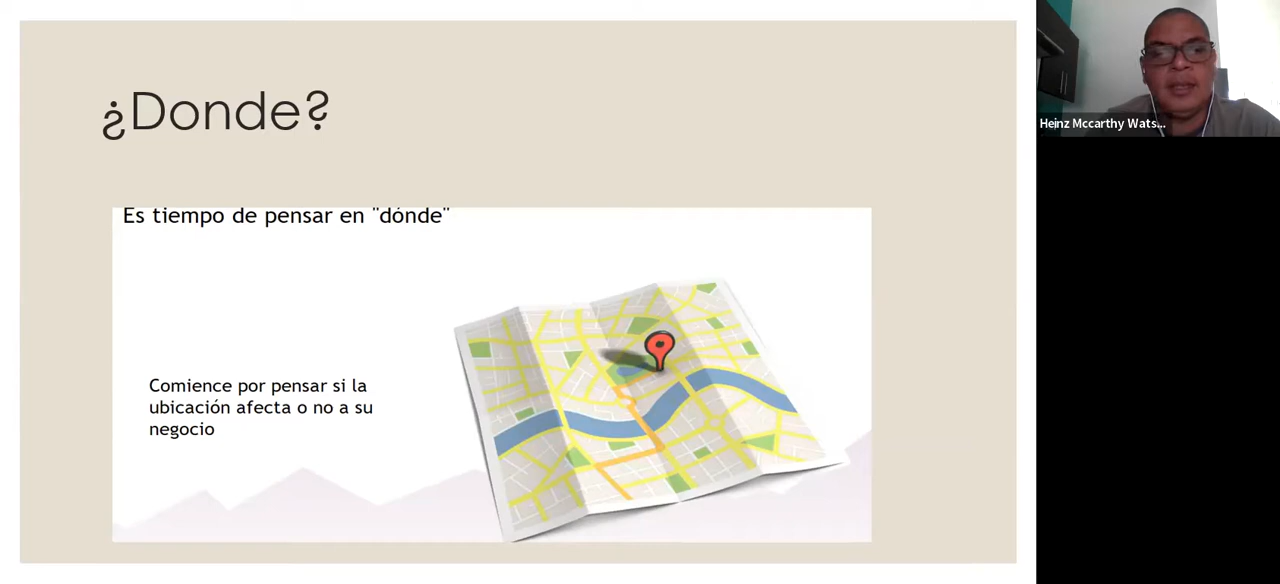 ¿Donde?
Es tiempo de pensar en "dónde"
Comience por pensar si la
ubicación afecta o no a su
negocio
Heinz Mccarthy Wats...